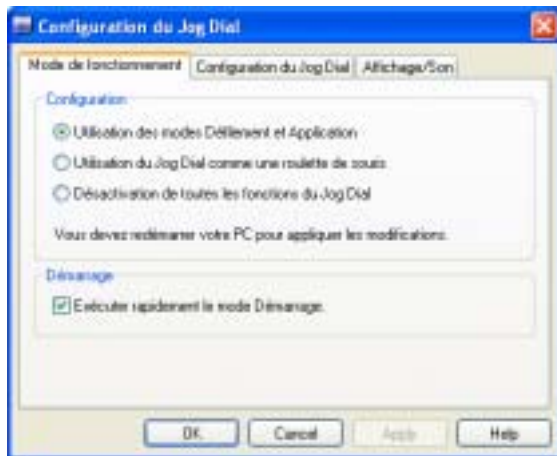 Configuration du Jog Dial
Mode de fonctionnement Configuration du Jog Dial Affichage/Son
Configuration
Utilisation des modes Défilement et Application
Utilisation du Jog Dial comme une roulette de souris
Désactivation de toutes les fonctions du Jog Dial
Vous devez redémarrer votre PC pour appliquer les modifications.
Démarrage
Exécuter rapidement le mode Démarrage.
OK Cancel Apply Help